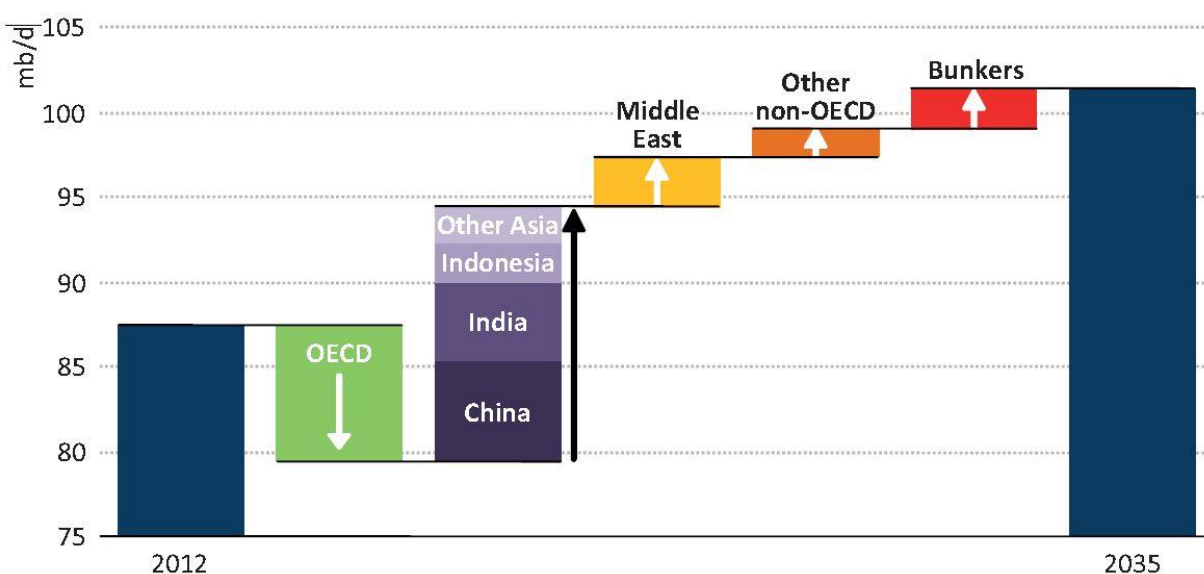 mb/d
105
100
95
90
85
80
75
OECD
Other Asia
Indonesia
India
China
Middle
East
Other
non-OECD
Bunkers
2012
2035